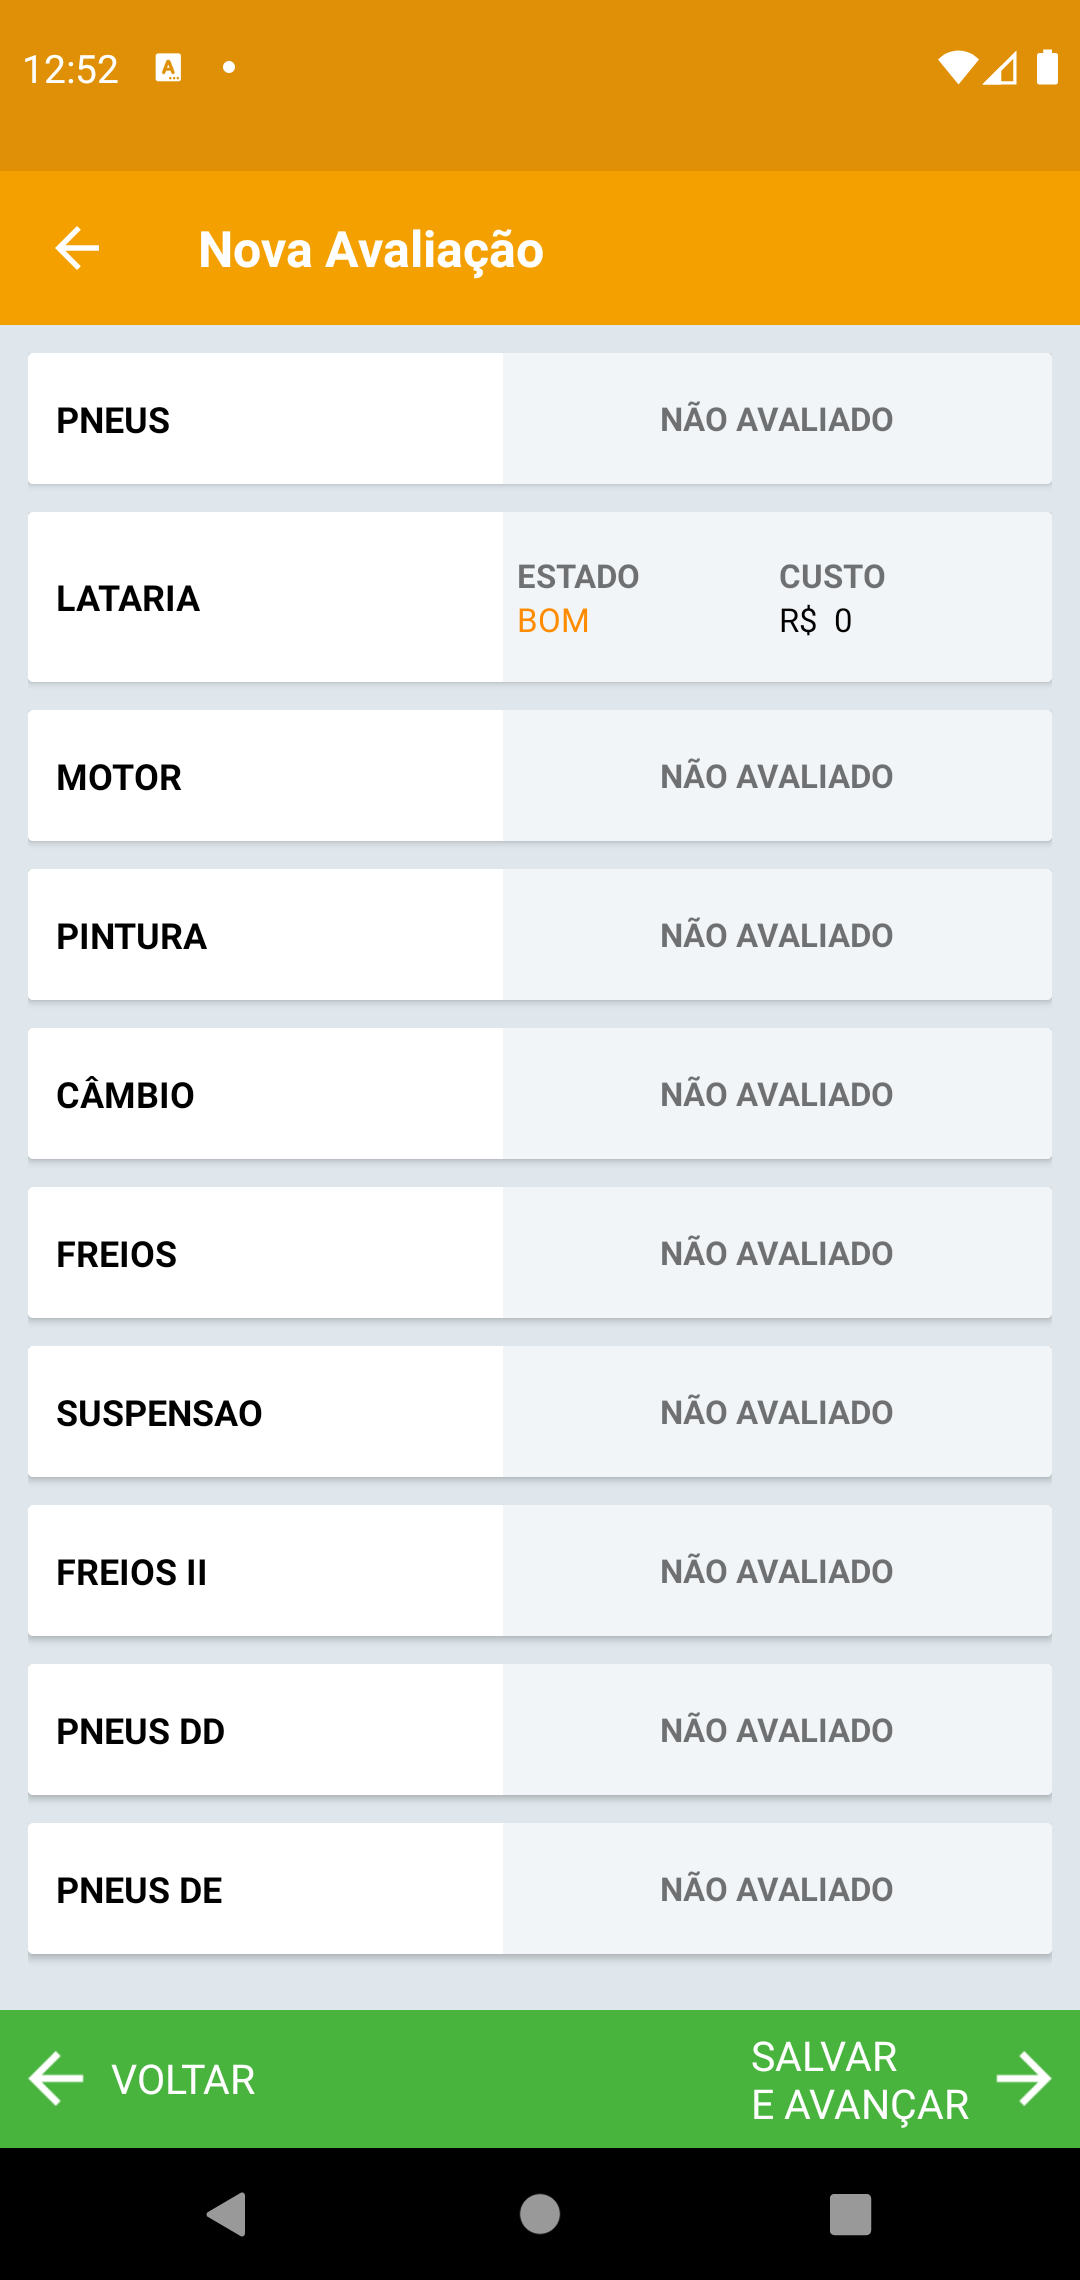 12:52
Nova Avaliação
PNEUS NÃO AVALIADO
LATARIA
ESTADO CUSTO
BOM R$ 0
MOTOR NÃO AVALIADO
PINTURA NÃO AVALIADO
CÂMBIO NÃO AVALIADO
FREIOS NÃO AVALIADO
SUSPENSAO NÃO AVALIADO
FREIOS II NÃO AVALIADO
PNEUS DD NÃO AVALIADO
PNEUS DE NÃO AVALIADO
VOLTAR
SALVAR
E AVANÇAR